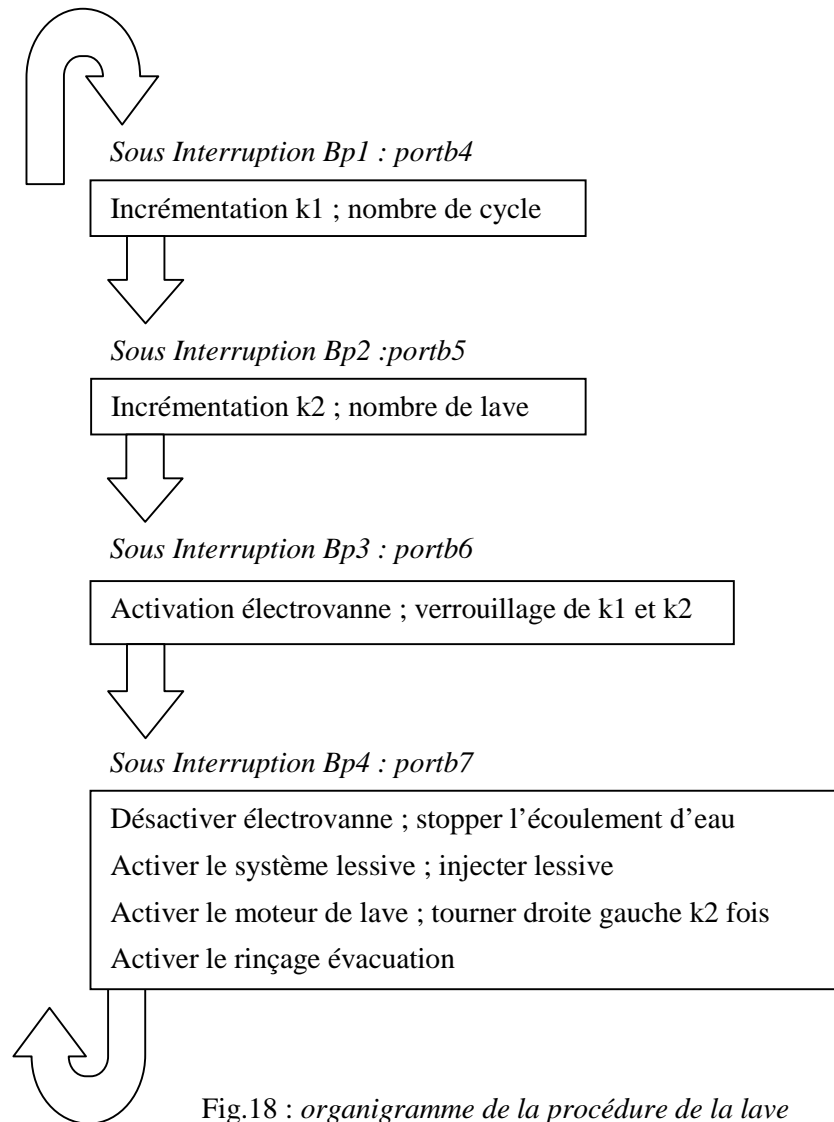 Sous Interruption Bp1 : portb4
Incrémentation k1 ; nombre de cycle
Sous Interruption Bp2 :portb5
Incrémentation k2 ; nombre de lave
Sous Interruption Bp3 : portb6
Activation électrovanne ; verrouillage de k1 et k2
Sous Interruption Bp4 : portb7
Désactiver électrovanne ; stopper l’écoulement d’eau
Activer le système lessive ; injecter lessive
Activer le moteur de lave ; tourner droite gauche k2 fois
Activer le rinçage évacuation
Fig.18 : organigramme de la procédure de la lave